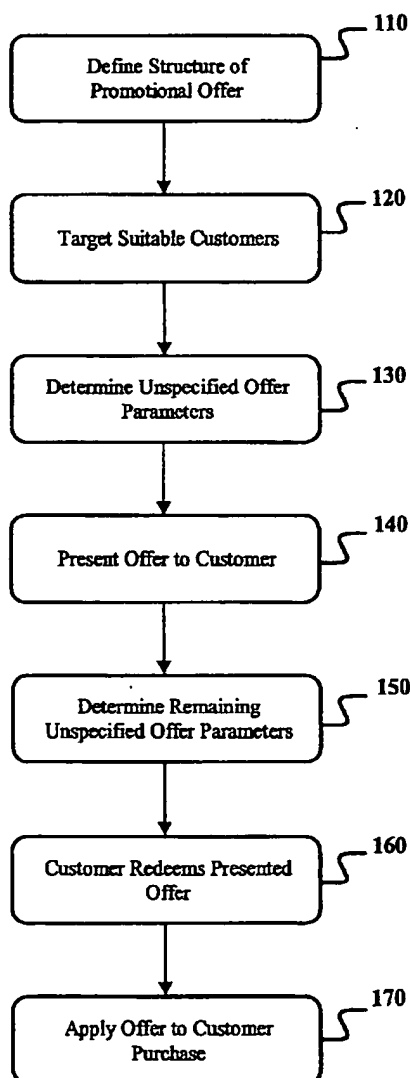 110
Define Structure of
Promotional Offer
120
Target Suitable Customers
130
Determine Unspecified Offer
Parameters
140
Present Offer to Customer
150
Determine Remaining
Unspecified Offer Parameters
160
Customer Redeems Presented
Offer
170
Apply Offer to Customer
Purchase